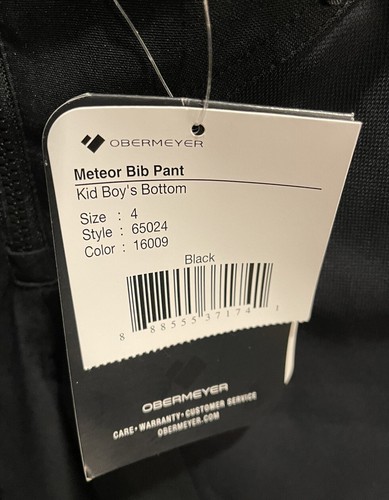 OBERMEYER
Meteor Bib Pant
Kid Boy's Bottom
Size : 4
Style : 65024
Color : 16009
Black
8 88555 37174 1
OBERMEYER
CARE • WARRANTY • CUSTOMER SERVICE
OBERMEYER.COM